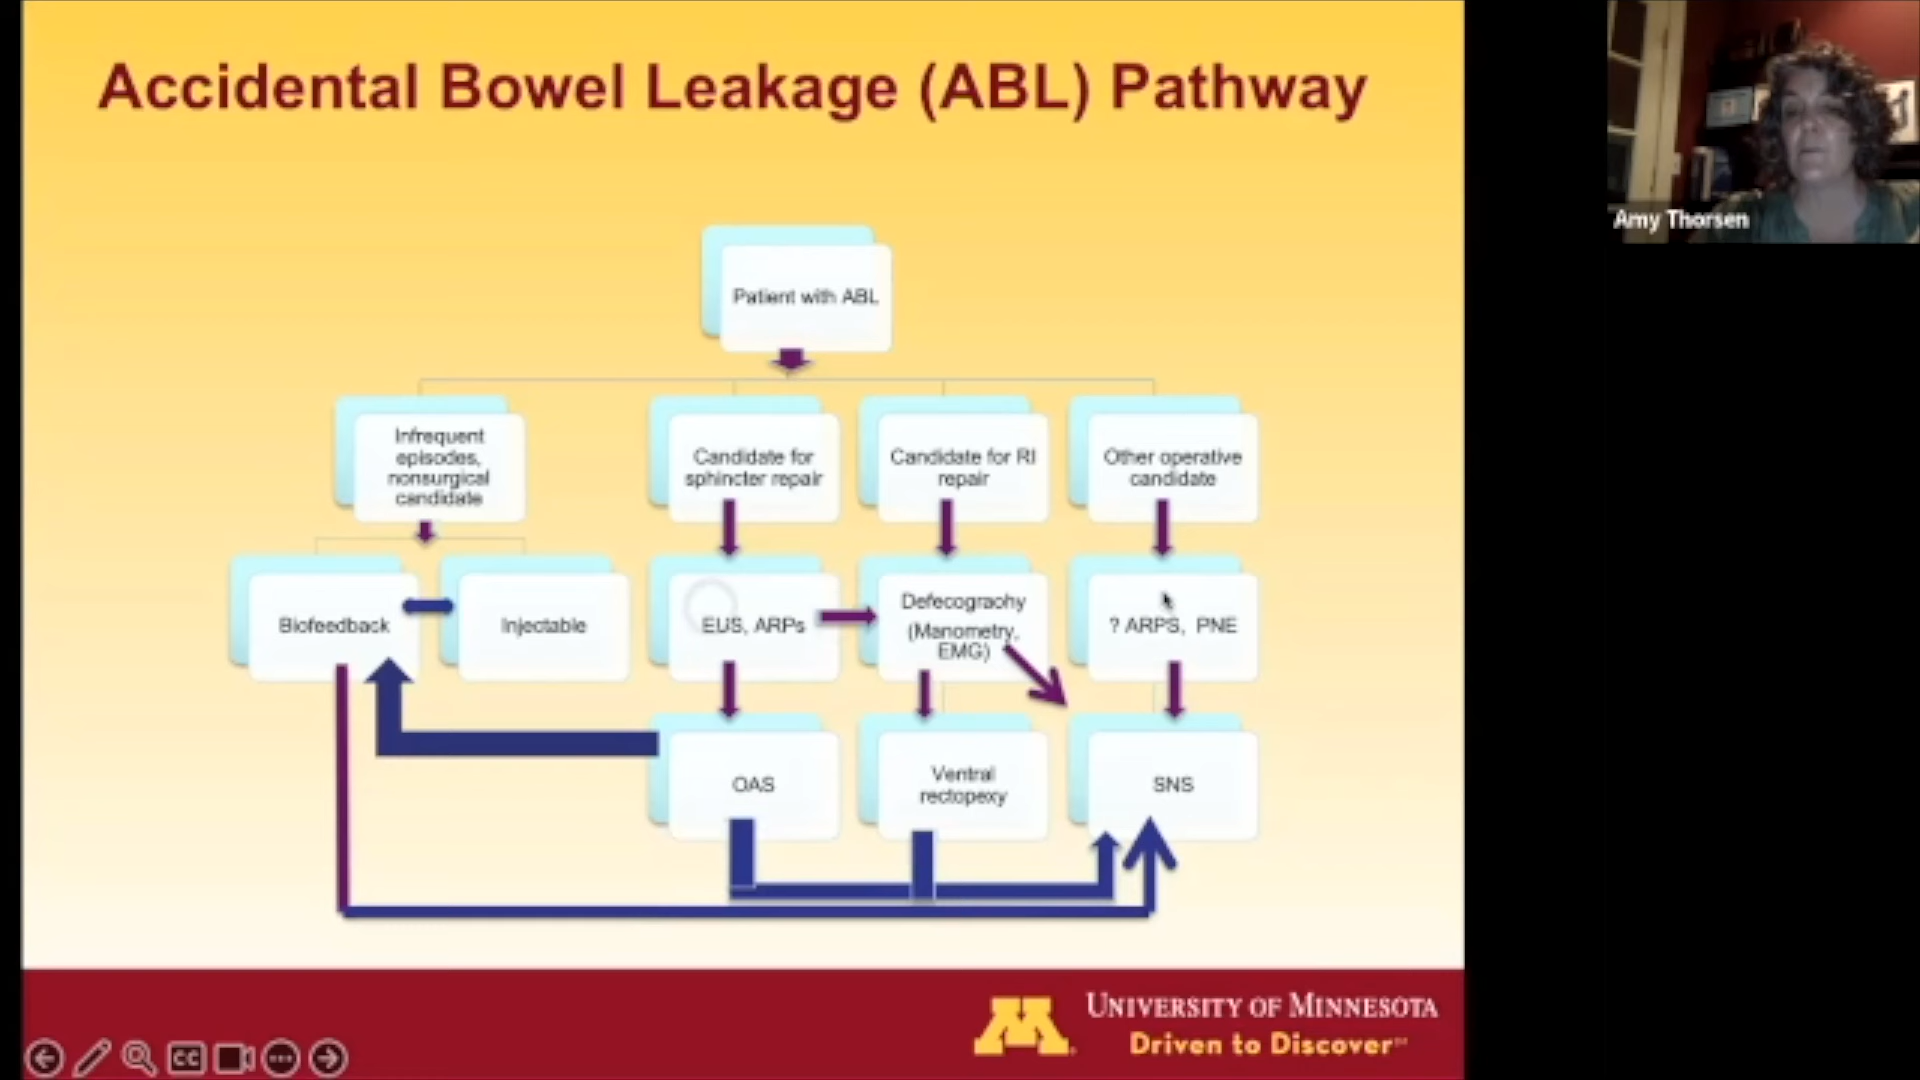 Accidental Bowel Leakage (ABL) Pathway
Amy Thorsen
Patient with ABL
Infrequent
episodes,
nonsurgical
candidate
Candidate for
sphincter repair
Candidate for RI
repair
Other operative
candidate
Biofeedback
Injectable
EUS, ARPs
Defecograohy
(Manometry,
EMG)
? ARPS, PNE
OAS
Ventral
rectopexy
SNS
M
UNIVERSITY OF MINNESOTA
Driven to Discover
CC